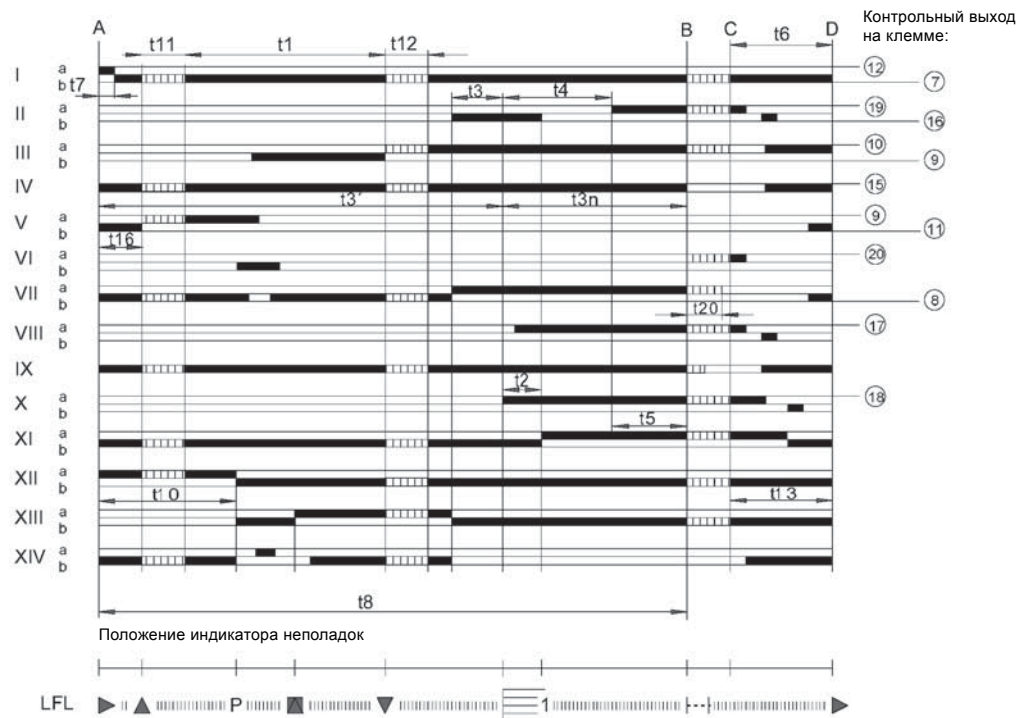 Контрольный выход
на клемме:
A B C D
t11 t1 t12 t6
I a b t7 12 7
II a b t3 t4 19 16
III a b 10 9
IV 15
t3´ t3n
V a b 9 11
t16
VI a b 20
VII a b 8
t20
VIII a b 17
IX
t2
X a b 18
XI a b t5
XII a b
t10 t13
XIII a b
XIV a b
t8
Положение индикатора неполадок
LFL P 1